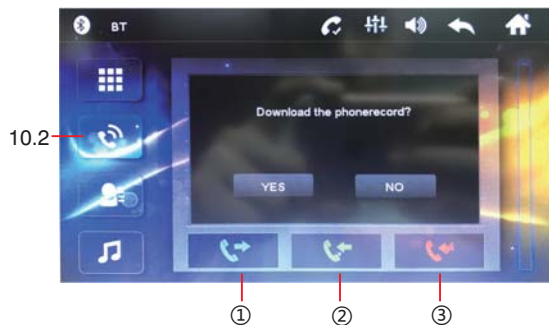 BT
10.2
Download the phonerecord?
YES NO
① ② ③